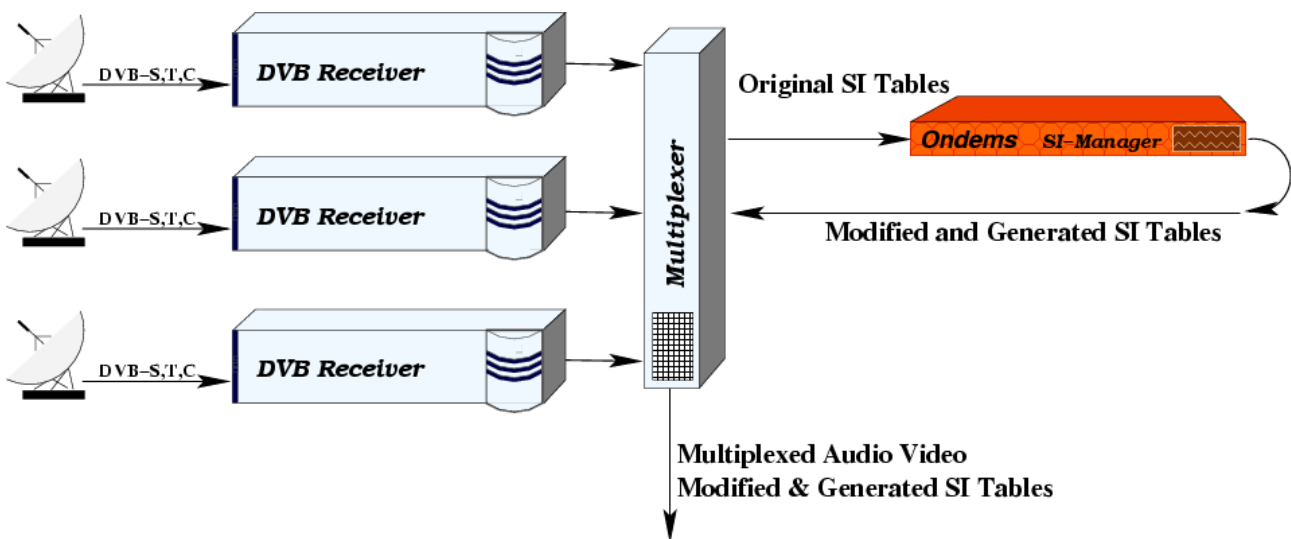 DVB–S,T,C
DVB Receiver
DVB–S,T,C
DVB Receiver
DVB–S,T,C
DVB Receiver
Multiplexer
Original SI Tables
Ondems SI–Manager
Modified and Generated SI Tables
Multiplexed Audio Video
Modified & Generated SI Tables